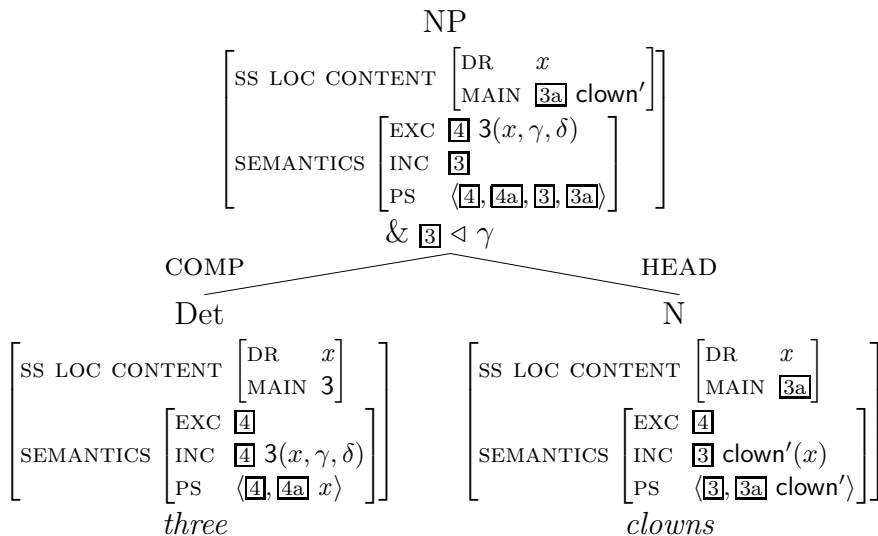 NP
SS LOC CONTENT [DR x
MAIN 3a clown′]
SEMANTICS [EXC 4 3(x, γ, δ)
INC 3
PS ⟨4, 4a, 3, 3a⟩]
& 3 ◁ γ
COMP HEAD
Det N
SS LOC CONTENT [DR x
MAIN 3] SS LOC CONTENT [DR x
MAIN 3a]
SEMANTICS [EXC 4
INC 4 3(x, γ, δ)
PS ⟨4, 4a x⟩] SEMANTICS [EXC 4
INC 3 clown′(x)
PS ⟨3, 3a clown′⟩]
three clowns